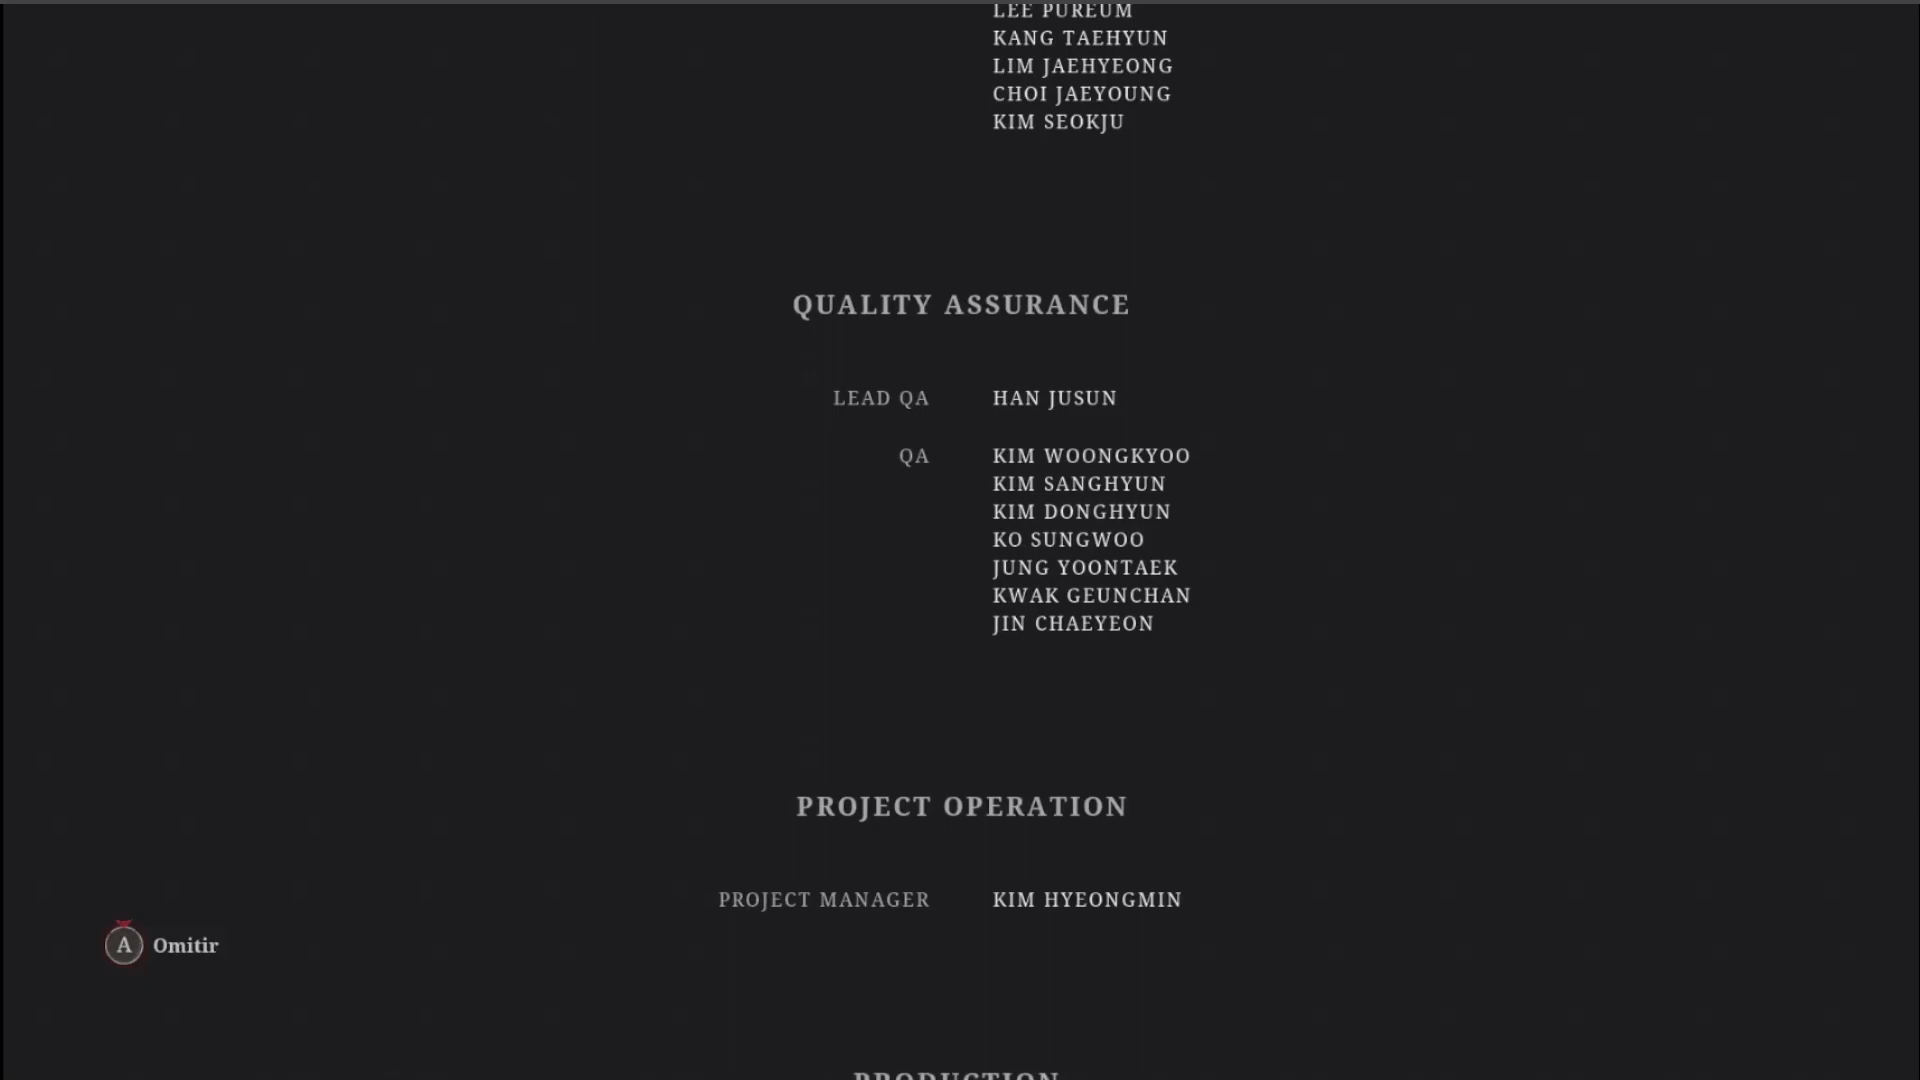 LEE PUREUM
KANG TAEHYUN
LIM JAEHYEONG
CHOI JAEYOUNG
KIM SEOKJU
QUALITY ASSURANCE
LEAD QA HAN JUSUN
QA KIM WOONGKYOO
KIM SANGHYUN
KIM DONGHYUN
KO SUNGWOO
JUNG YOONTAEK
KWAK GEUNCHAN
JIN CHAEYEON
PROJECT OPERATION
PROJECT MANAGER KIM HYEONGMIN
A Omitir
PRODUCTION